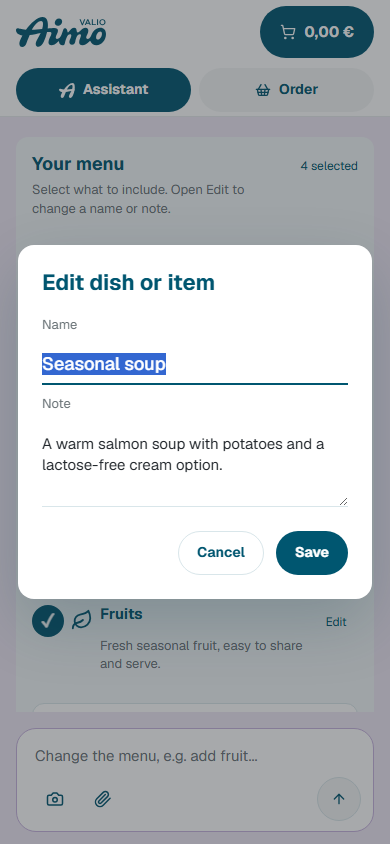 VALIO
Aimo
0,00 €
Assistant
Order
Your menu
4 selected
Select what to include. Open Edit to
change a name or note.
Edit dish or item
Name
Seasonal soup
Note
A warm salmon soup with potatoes and a
lactose-free cream option.
Cancel
Save
Fruits
Edit
Fresh seasonal fruit, easy to share
and serve.
Change the menu, e.g. add fruit...